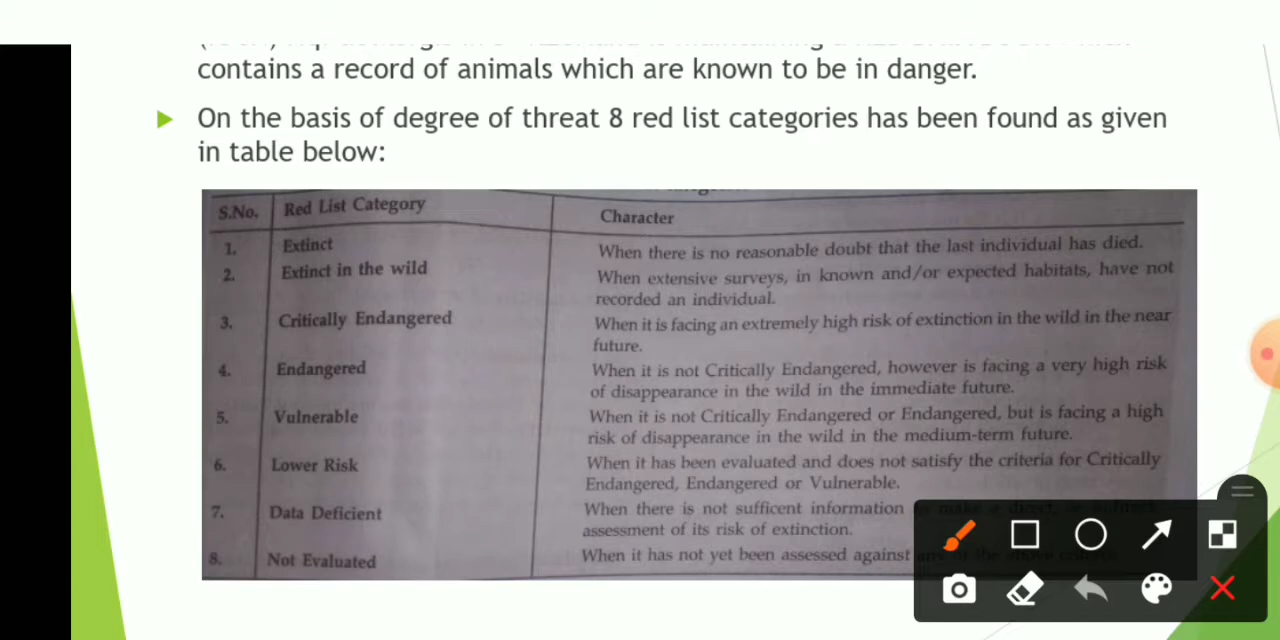 contains a record of animals which are known to be in danger.
On the basis of degree of threat 8 red list categories has been found as given
in table below:
S.No. Red List Category Character
1. Extinct When there is no reasonable doubt that the last individual has died.
2. Extinct in the wild When extensive surveys, in known and/or expected habitats, have not
recorded an individual.
3. Critically Endangered When it is facing an extremely high risk of extinction in the wild in the near
future.
4. Endangered When it is not Critically Endangered, however is facing a very high risk
of disappearance in the wild in the immediate future.
5. Vulnerable When it is not Critically Endangered or Endangered, but is facing a high
risk of disappearance in the wild in the medium-term future.
6. Lower Risk When it has been evaluated and does not satisfy the criteria for Critically
Endangered, Endangered or Vulnerable.
7. Data Deficient When there is not sufficent information
assessment of its risk of extinction.
8. Not Evaluated When it has not yet been assessed against